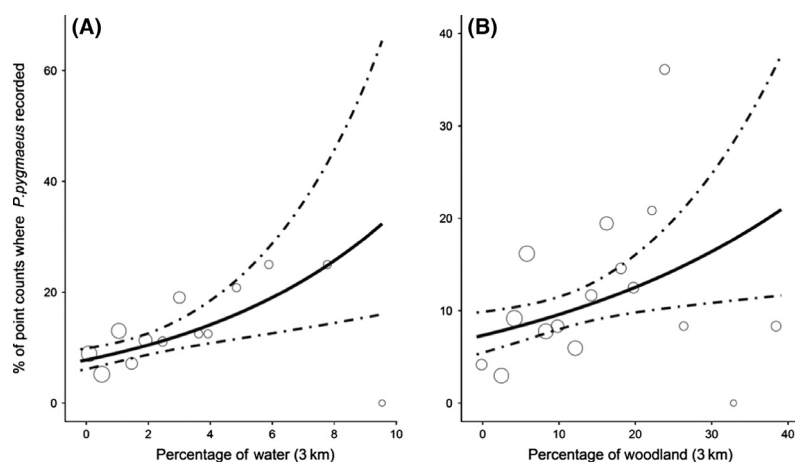 (A)
(B)
% of point counts where P.pygmaeus recorded
60
40
20
0
0 2 4 6 8 10
Percentage of water (3 km)
40
30
20
10
0
0 10 20 30 40
Percentage of woodland (3 km)